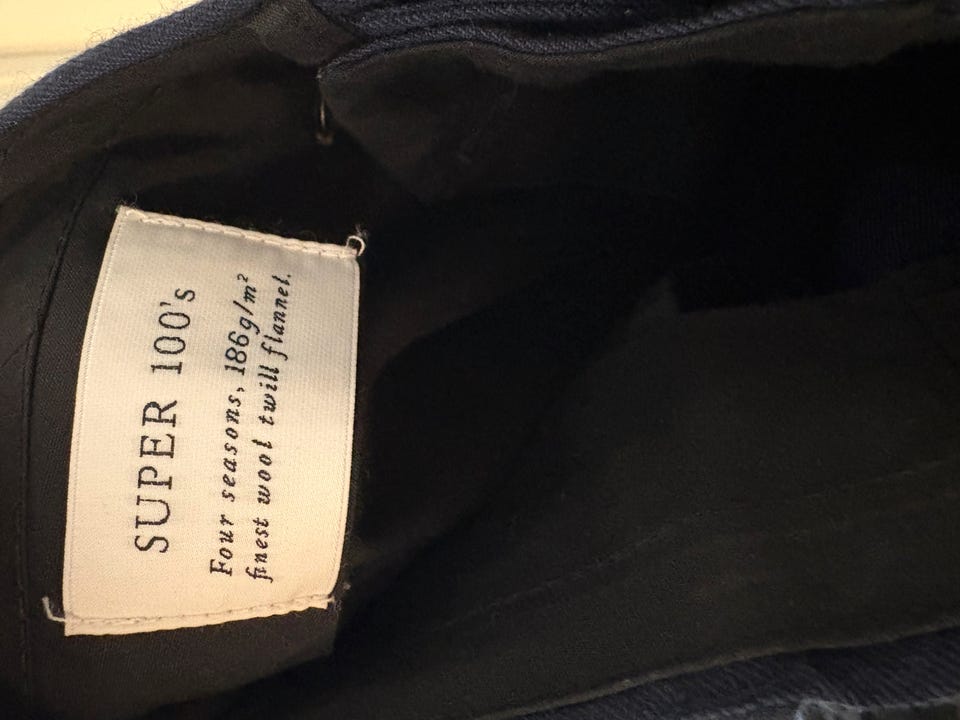 SUPER 100's
Four seasons, 186g/m²
finest wool twill flannel.